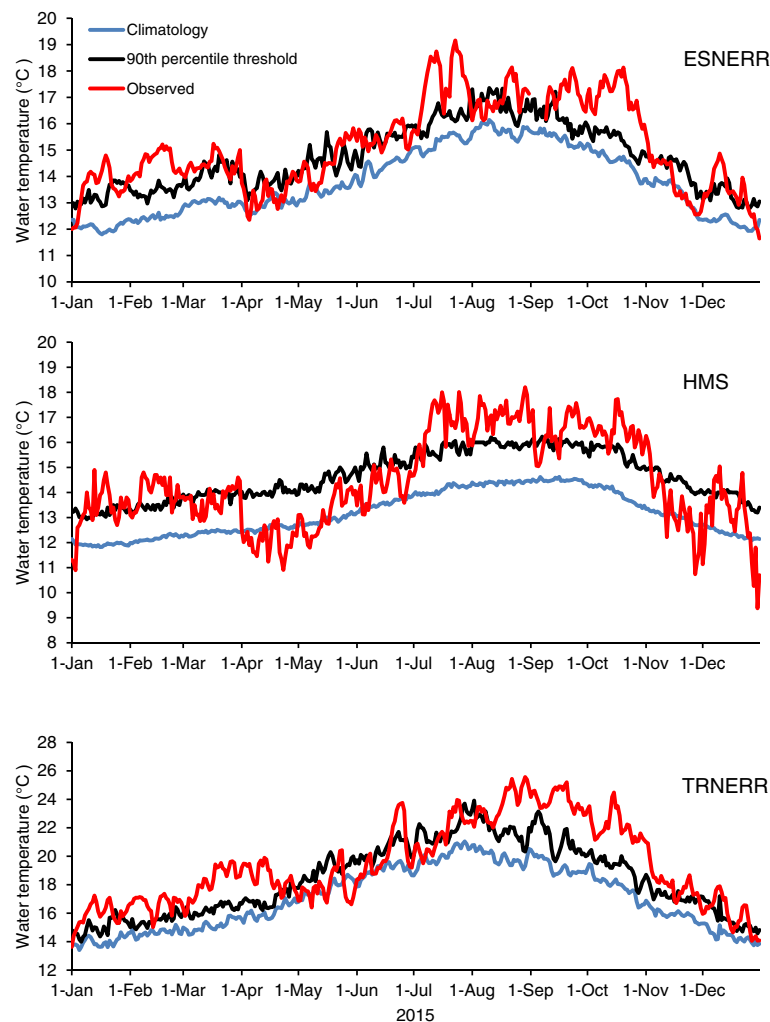 20
19
18
17
16
15
14
13
12
11
10
Water temperature (°C)
Climatology
90th percentile threshold
Observed
ESNERR
1-Jan 1-Feb 1-Mar 1-Apr 1-May 1-Jun 1-Jul 1-Aug 1-Sep 1-Oct 1-Nov 1-Dec
20
19
18
17
16
15
14
13
12
11
10
9
8
Water temperature (°C)
HMS
1-Jan 1-Feb 1-Mar 1-Apr 1-May 1-Jun 1-Jul 1-Aug 1-Sep 1-Oct 1-Nov 1-Dec
28
26
24
22
20
18
16
14
12
Water temperature (°C)
TRNERR
1-Jan 1-Feb 1-Mar 1-Apr 1-May 1-Jun 1-Jul 1-Aug 1-Sep 1-Oct 1-Nov 1-Dec
2015